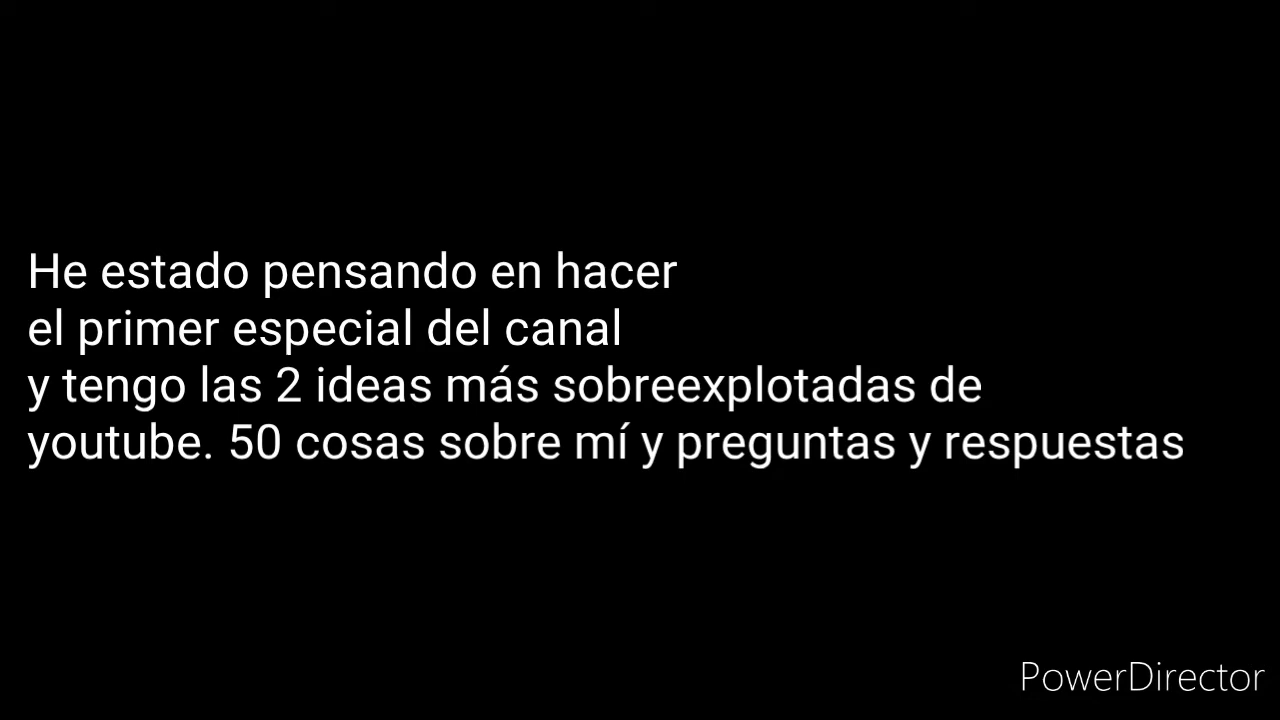 He estado pensando en hacer
el primer especial del canal
y tengo las 2 ideas más sobreexplotadas de
youtube. 50 cosas sobre mí y preguntas y respuestas
PowerDirector